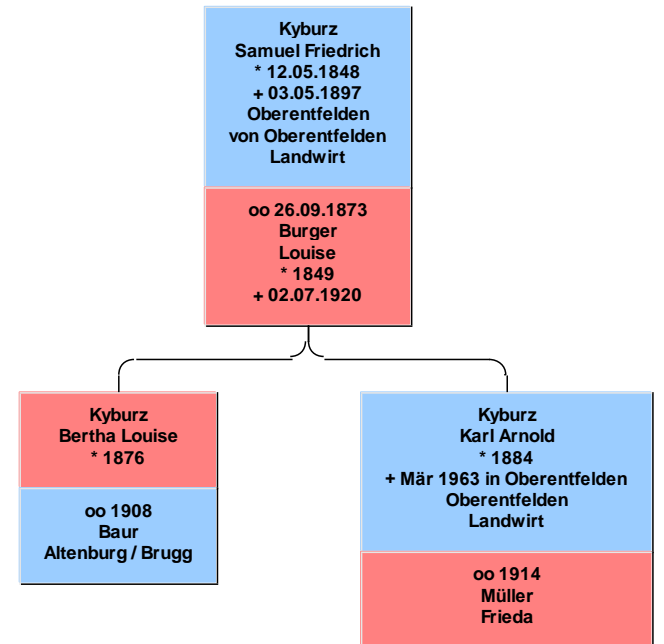 Kyburz
Samuel Friedrich
* 12.05.1848
+ 03.05.1897
Oberentfelden
von Oberentfelden
Landwirt
oo 26.09.1873
Burger
Louise
* 1849
+ 02.07.1920
Kyburz
Bertha Louise
* 1876
oo 1908
Baur
Altenburg / Brugg
Kyburz
Karl Arnold
* 1884
+ Mär 1963 in Oberentfelden
Oberentfelden
Landwirt
oo 1914
Müller
Frieda